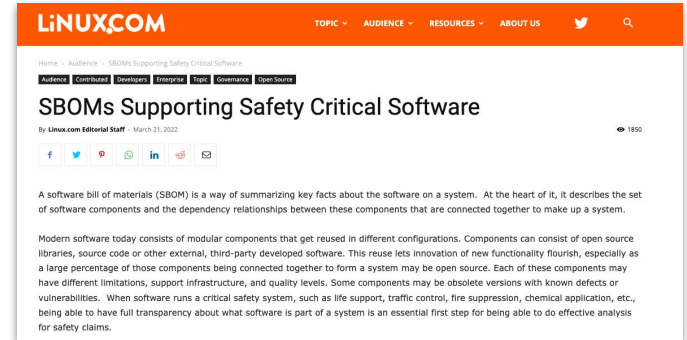 LiNUX.COM
TOPIC AUDIENCE RESOURCES ABOUT US
Home › Audience › SBOMs Supporting Safety Critical Software
Audience Contributed Developers Enterprise Topic Governance Open Source
SBOMs Supporting Safety Critical Software
By Linux.com Editorial Staff - March 21, 2022 1850
A software bill of materials (SBOM) is a way of summarizing key facts about the software on a system. At the heart of it, it describes the set
of software components and the dependency relationships between these components that are connected together to make up a system.
Modern software today consists of modular components that get reused in different configurations. Components can consist of open source
libraries, source code or other external, third-party developed software. This reuse lets innovation of new functionality flourish, especially as
a large percentage of those components being connected together to form a system may be open source. Each of these components may
have different limitations, support infrastructure, and quality levels. Some components may be obsolete versions with known defects or
vulnerabilities. When software runs a critical safety system, such as life support, traffic control, fire suppression, chemical application, etc.,
being able to have full transparency about what software is part of a system is an essential first step for being able to do effective analysis
for safety claims.